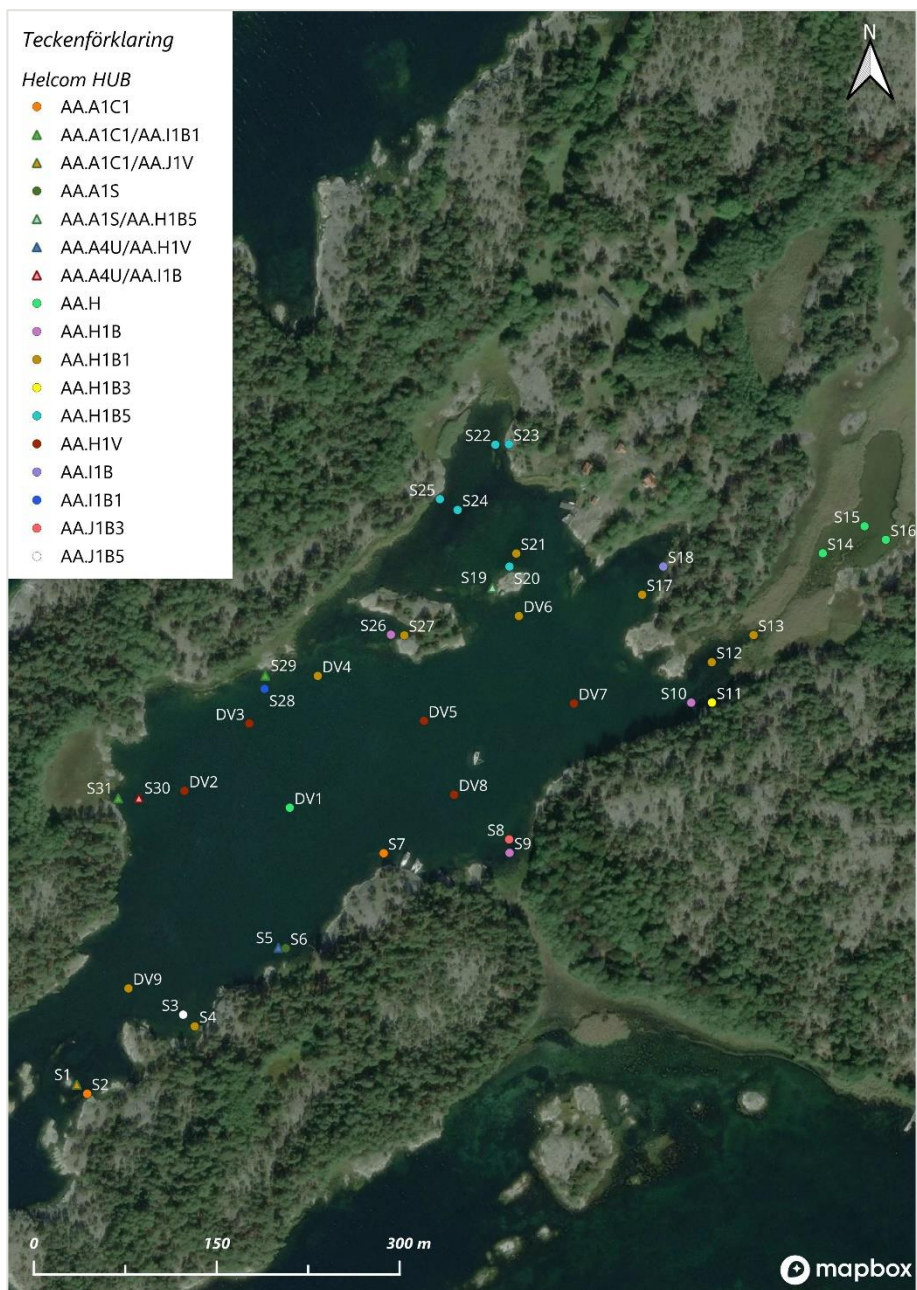 Teckenförklaring
Helcom HUB
AA.A1C1
AA.A1C1/AA.I1B1
AA.A1C1/AA.J1V
AA.A1S
AA.A1S/AA.H1B5
AA.A4U/AA.H1V
AA.A4U/AA.I1B
AA.H
AA.H1B
AA.H1B1
AA.H1B3
AA.H1B5
AA.H1V
AA.I1B
AA.I1B1
AA.J1B3
AA.J1B5
N
S22 S23
S25
S24
S15
S16
S21
S14
S18
S19 S20
S17
DV6
S26 S27
S13
S12
S29
DV4
S28
S10 S11
DV3
DV5
DV7
DV2
S31 S30
DV8
DV1
S8
S7
S9
S5 S6
DV9
S3
S4
S1
S2
0 150 300 m
mapbox